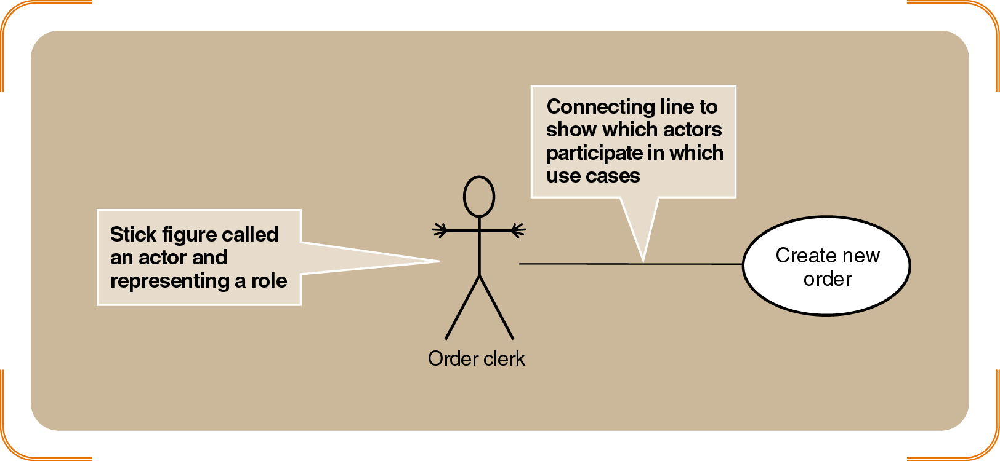 Connecting line to
show which actors
participate in which
use cases
Stick figure called
an actor and
representing a role
Create new
order
Order clerk